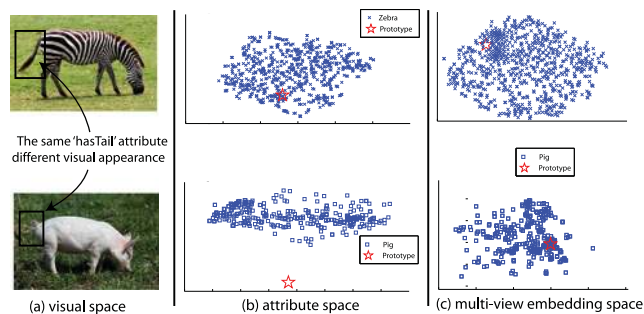 Zebra
Prototype
The same 'hasTail' attribute
different visual appearance
Pig
Prototype
Pig
Prototype
(a) visual space
(b) attribute space
(c) multi-view embedding space